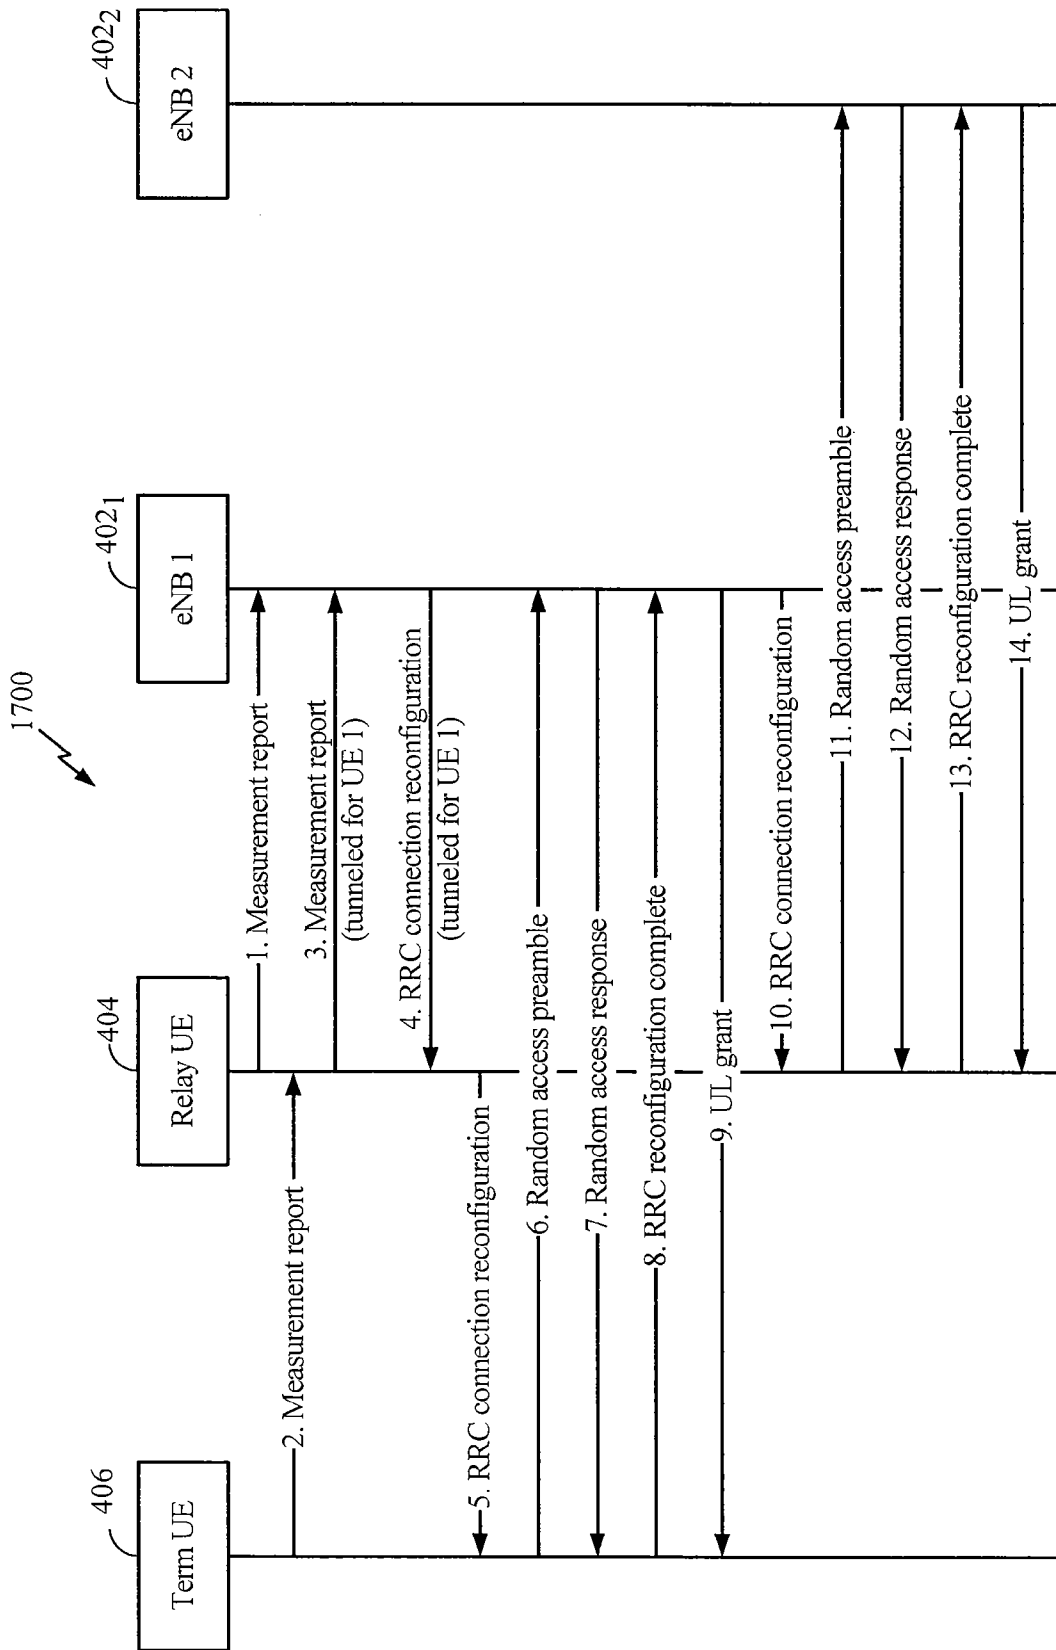 1700
406
Term UE
404
Relay UE
402₁
eNB 1
402₂
eNB 2
1. Measurement report
2. Measurement report
3. Measurement report
(tunneled for UE 1)
4. RRC connection reconfiguration
(tunneled for UE 1)
5. RRC connection reconfiguration
6. Random access preamble
7. Random access response
8. RRC reconfiguration complete
9. UL grant
10. RRC connection reconfiguration
11. Random access preamble
12. Random access response
13. RRC reconfiguration complete
14. UL grant